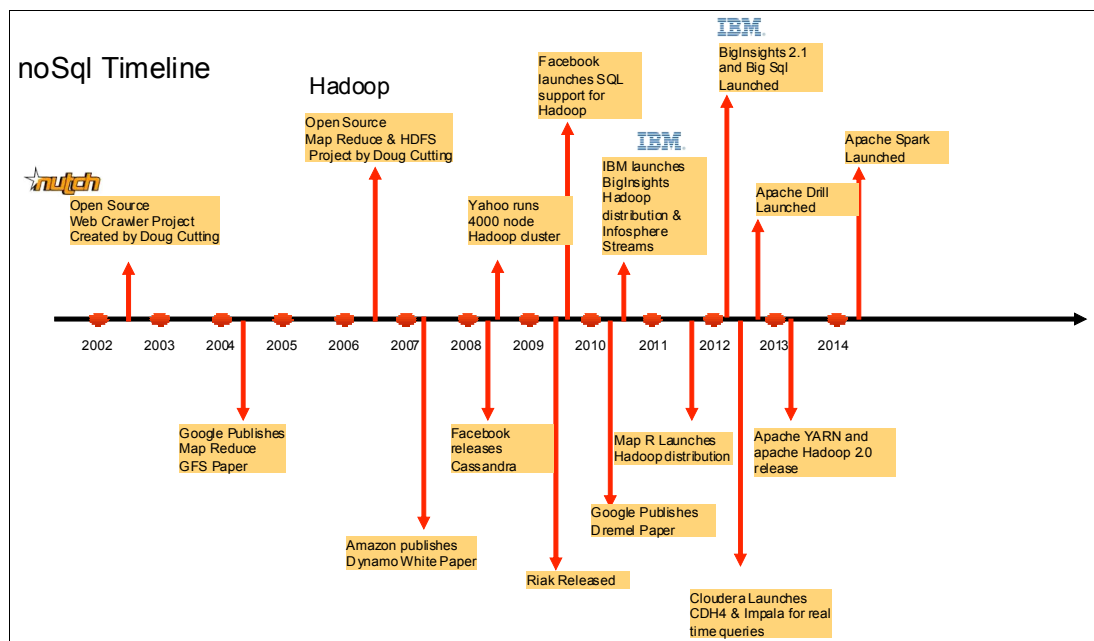 noSql Timeline
nutch
Open Source
Web Crawler Project
Created by Doug Cutting
Hadoop
Open Source
Map Reduce & HDFS
Project by Doug Cutting
Yahoo runs
4000 node
Hadoop cluster
Facebook
launches SQL
support for
Hadoop
IBM
IBM launches
BigInsights
Hadoop
distribution &
Infosphere
Streams
IBM
BigInsights 2.1
and Big Sql
Launched
Apache Drill
Launched
Apache Spark
Launched
2002 2003 2004 2005 2006 2007 2008 2009 2010 2011 2012 2013 2014
Google Publishes
Map Reduce
GFS Paper
Amazon publishes
Dynamo White Paper
Facebook
releases
Cassandra
Riak Released
Google Publishes
Dremel Paper
Map R Launches
Hadoop distribution
Cloudera Launches
CDH4 & Impala for real
time queries
Apache YARN and
apache Hadoop 2.0
release